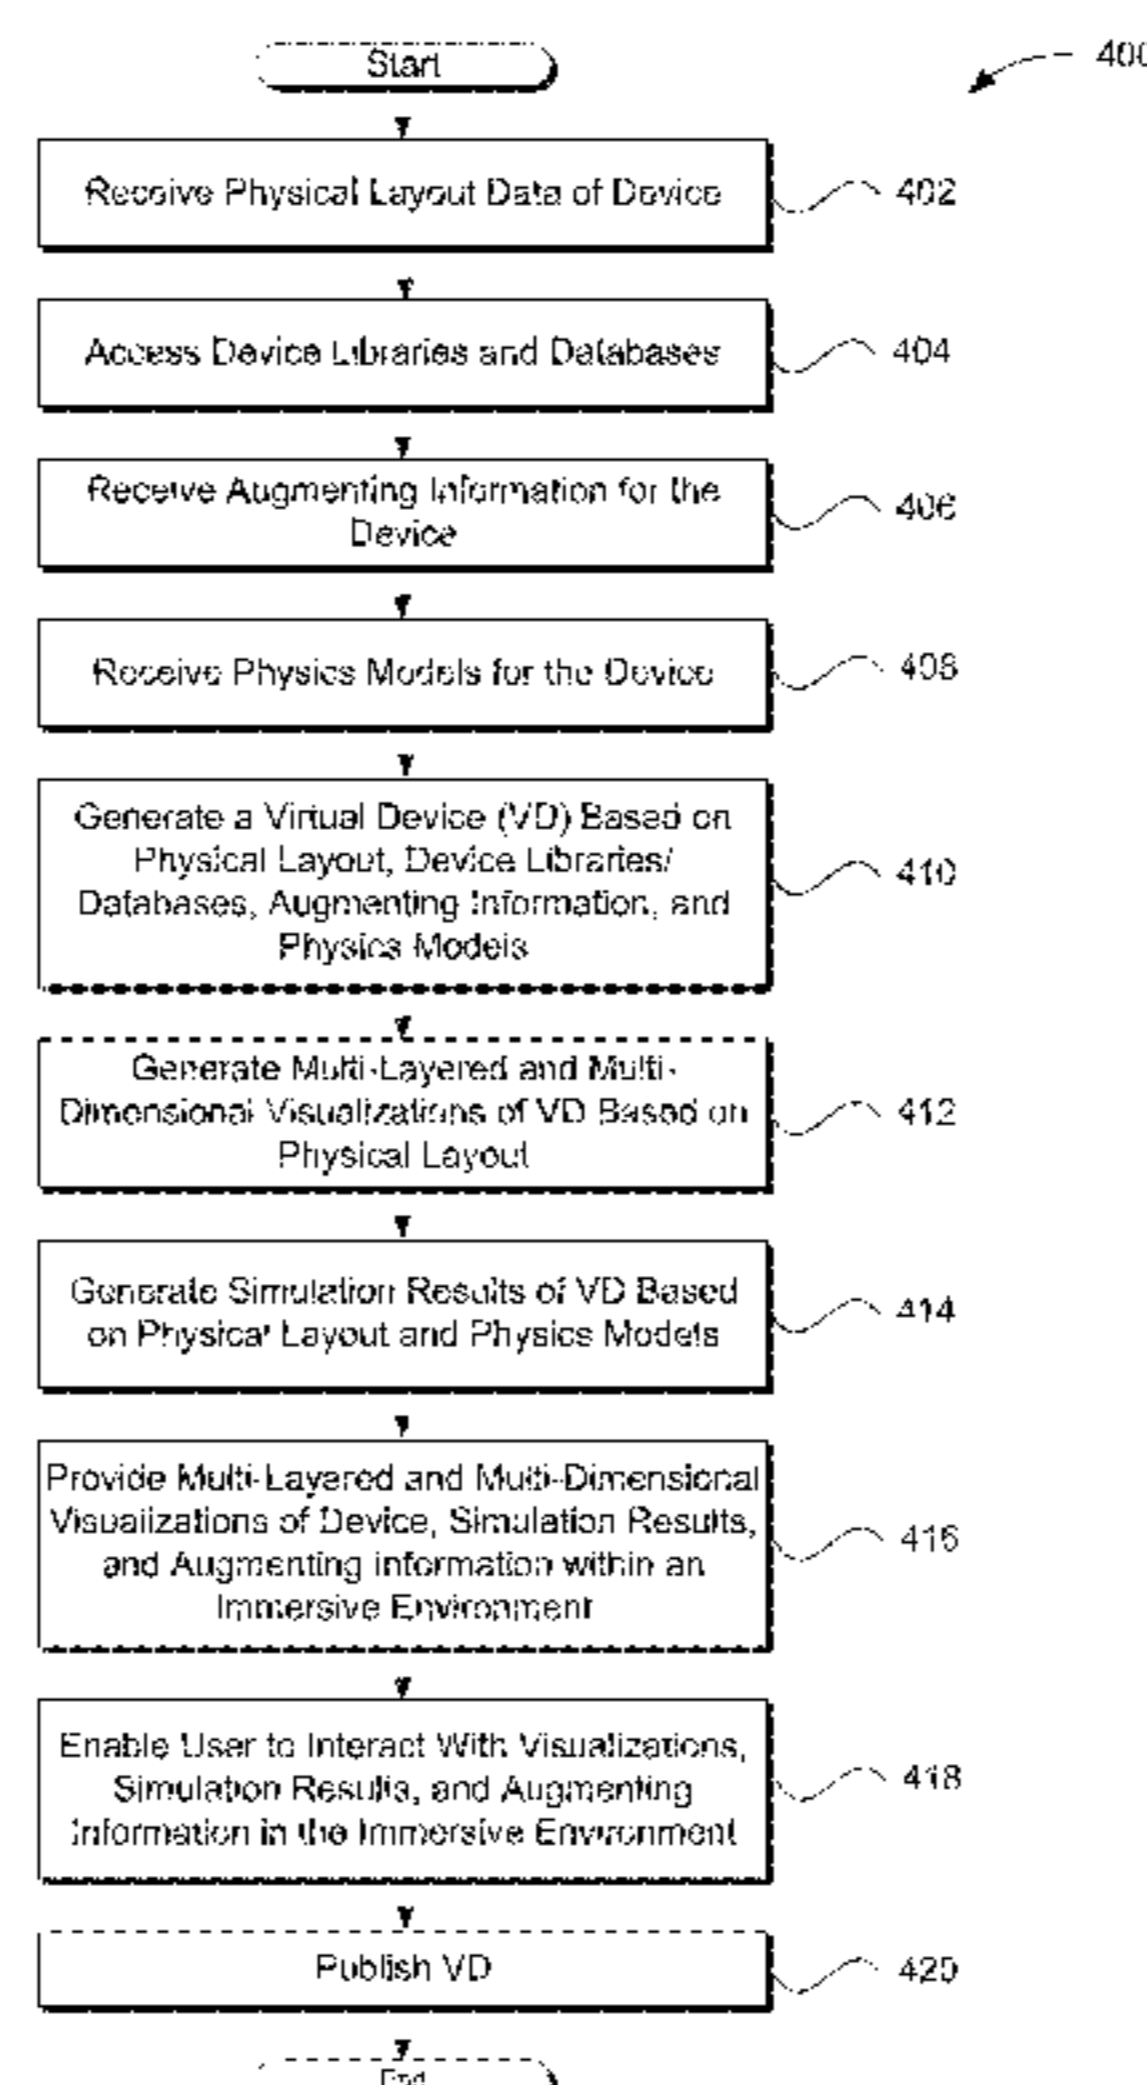 Start
400
Receive Physical Layout Data of Device
402
Access Device Libraries and Databases
404
Receive Augmenting Information for the
Device
406
Receive Physics Models for the Device
408
Generate a Virtual Device (VD) Based on
Physical Layout, Device Libraries/
Databases, Augmenting Information, and
Physics Models
410
Generate Multi-Layered and Multi-
Dimensional Visualizations of VD Based on
Physical Layout
412
Generate Simulation Results of VD Based
on Physical Layout and Physics Models
414
Provide Multi-Layered and Multi-Dimensional
Visualizations of Device, Simulation Results,
and Augmenting information within an
Immersive Environment
416
Enable User to Interact With Visualizations,
Simulation Results, and Augmenting
Information in the Immersive Environment
418
Publish VD
420
End